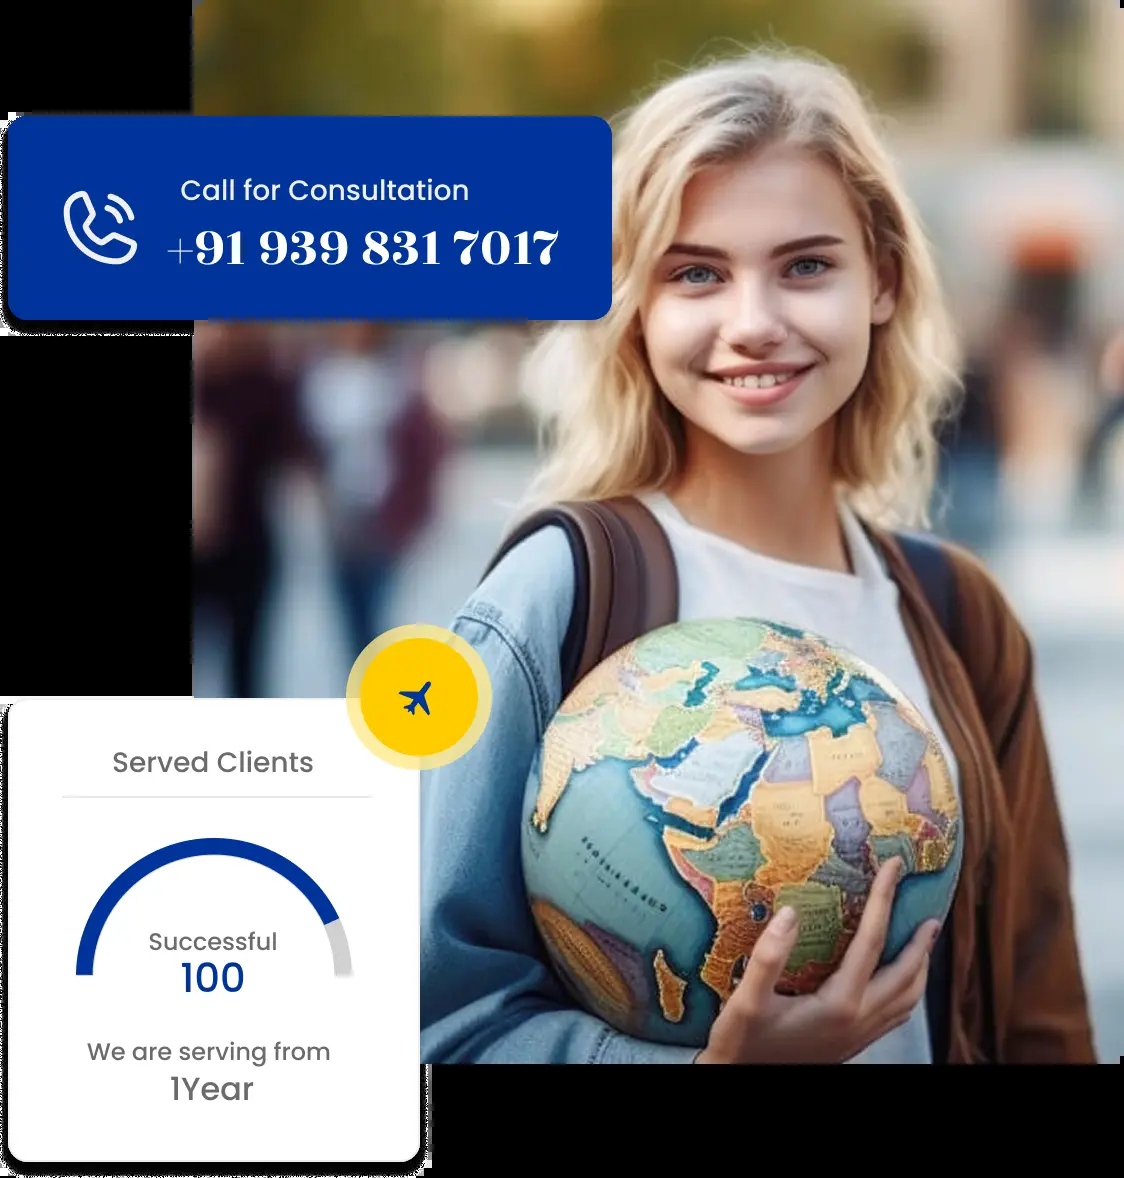 Call for Consultation
+91 939 831 7017
Served Clients
Successful
100
We are serving from
1Year